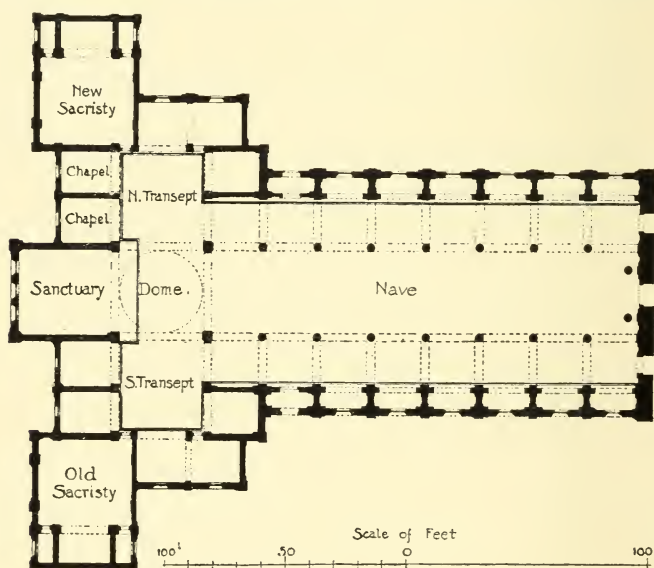 New
Sacristy
Chapel
N. Transept
Chapel.
Sanctuary
Dome.
Nave
S. Transept
Old
Sacristy
Scale of Feet
100 50 0 100